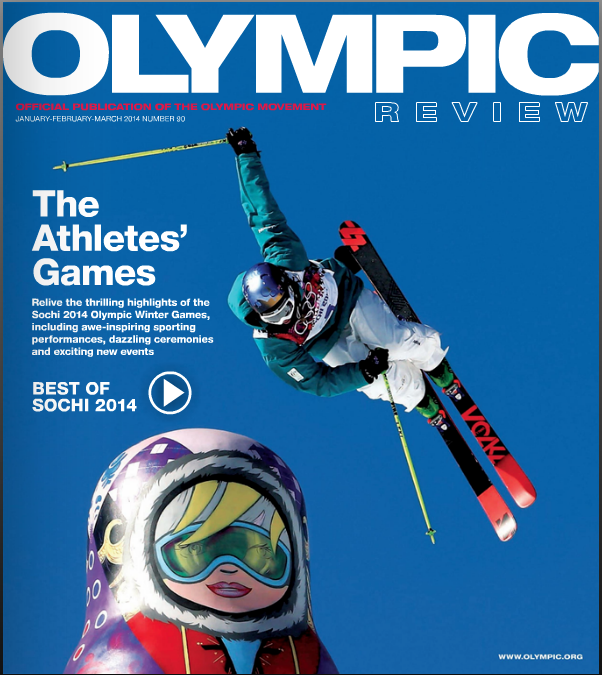 OLYMPIC
OFFICIAL PUBLICATION OF THE OLYMPIC MOVEMENT
REVIEW
JANUARY-FEBRUARY-MARCH 2014 NUMBER 90
The
Athletes'
Games
Relive the thrilling highlights of the
Sochi 2014 Olympic Winter Games,
including awe-inspiring sporting
performances, dazzling ceremonies
and exciting new events
BEST OF
SOCHI 2014
WWW.OLYMPIC.ORG